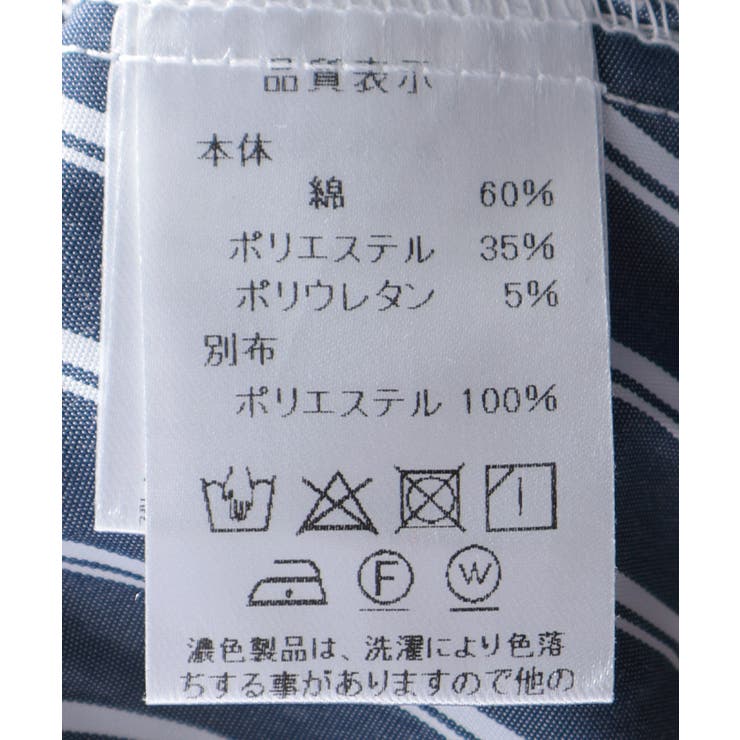 品質表示
本体
綿 60%
ポリエステル 35%
ポリウレタン 5%
別布
ポリエステル 100%
F W
濃色製品は、洗濯により色落
ちする事がありますので他の